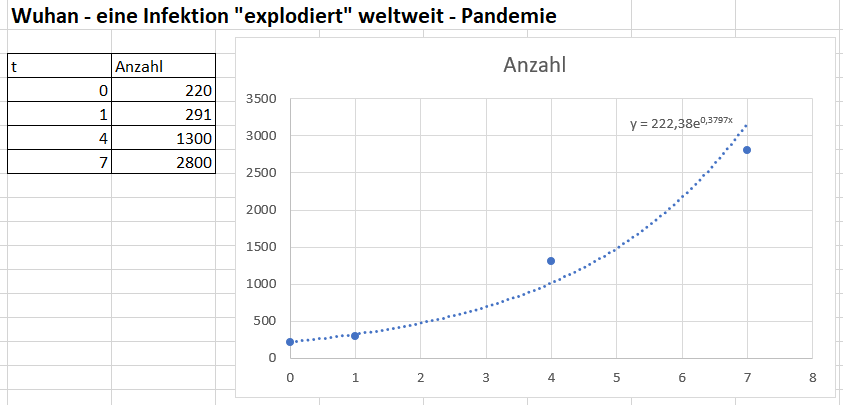 Wuhan - eine Infektion "explodiert" weltweit - Pandemie
t Anzahl
0 220
1 291
4 1300
7 2800
Anzahl
y = 222,38e^0,3797x
3500
3000
2500
2000
1500
1000
500
0
0 1 2 3 4 5 6 7 8